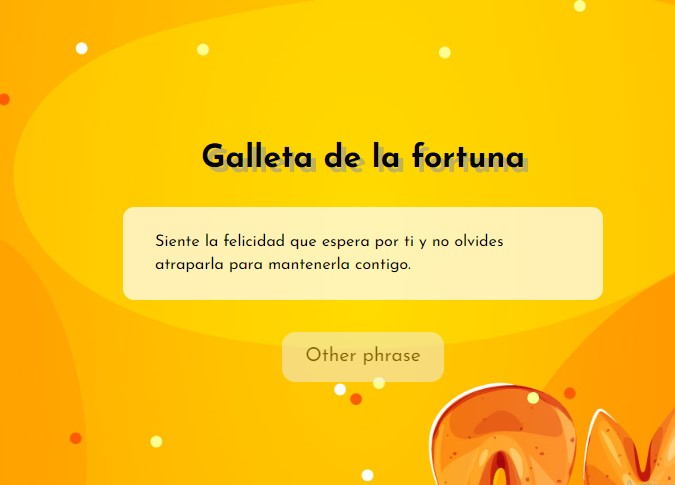 Galleta de la fortuna
Siente la felicidad que espera por ti y no olvides
atraparla para mantenerla contigo.
Other phrase